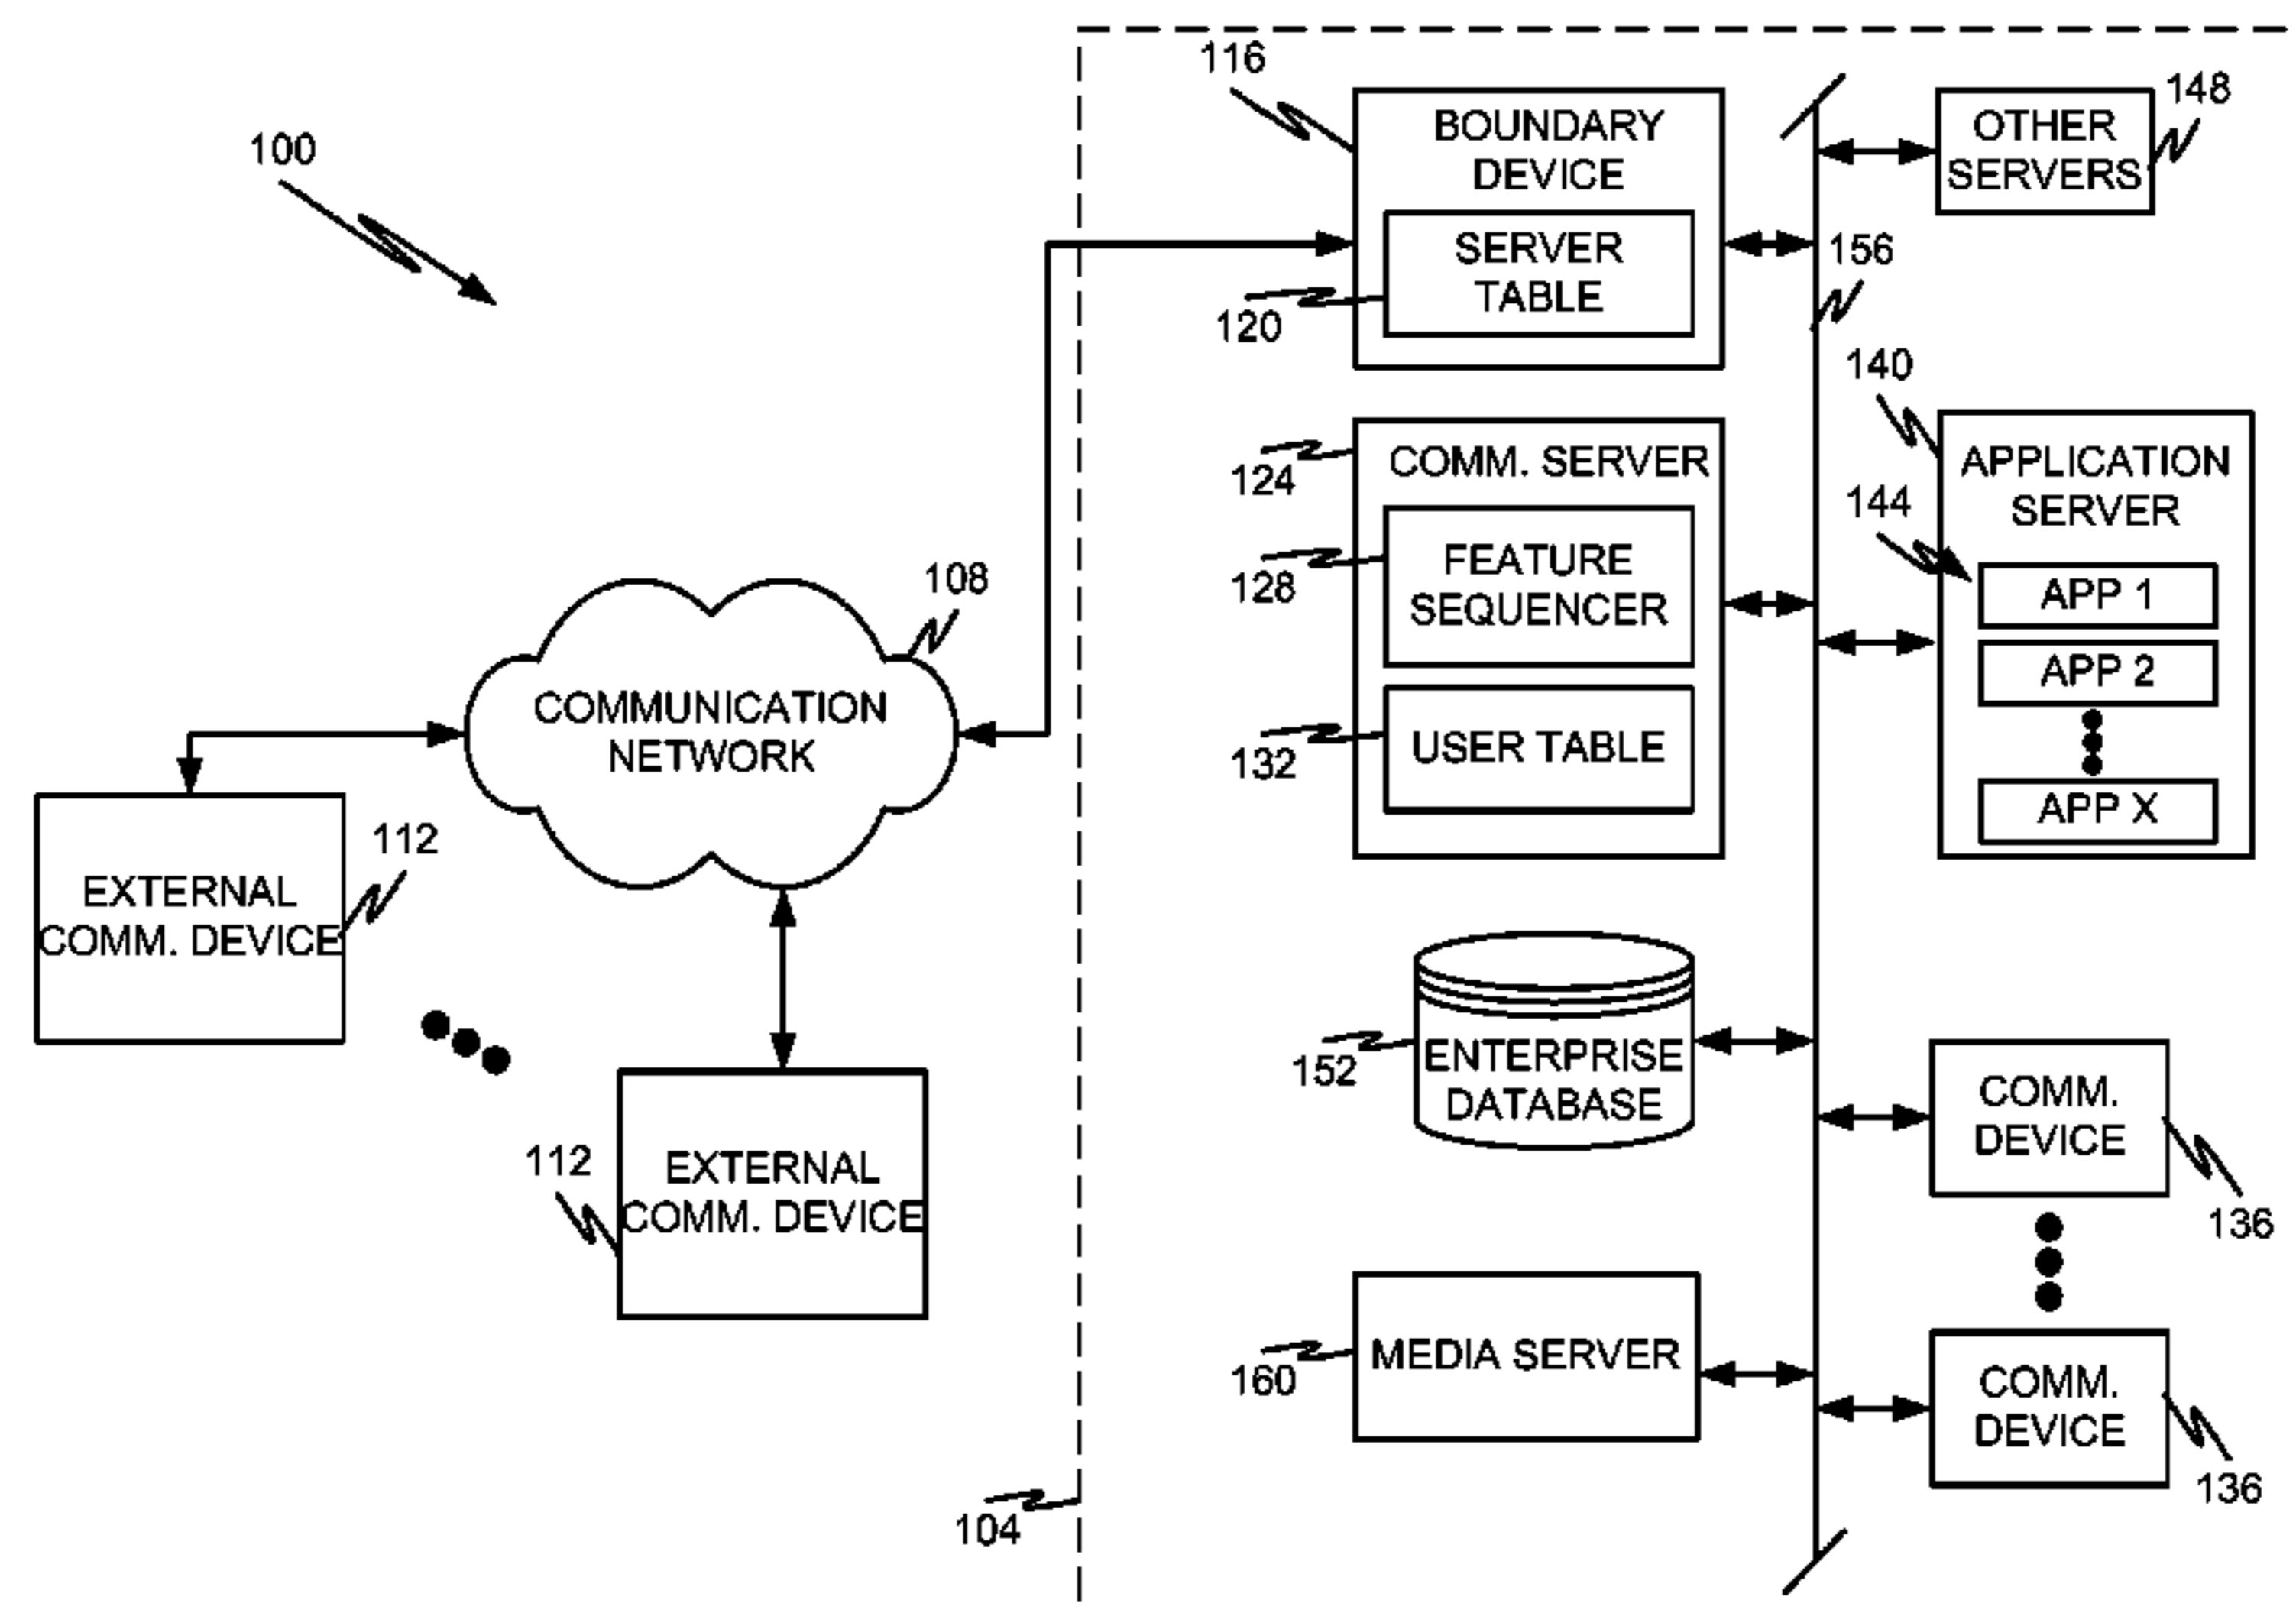 100
116
BOUNDARY
DEVICE
SERVER
TABLE
120
OTHER
SERVERS
148
156
124
COMM. SERVER
FEATURE
SEQUENCER
128
USER TABLE
132
140
APPLICATION
SERVER
144
APP 1
APP 2
APP X
108
COMMUNICATION
NETWORK
EXTERNAL
COMM. DEVICE
112
EXTERNAL
COMM. DEVICE
112
152
ENTERPRISE
DATABASE
COMM.
DEVICE
136
MEDIA SERVER
160
COMM.
DEVICE
136
104